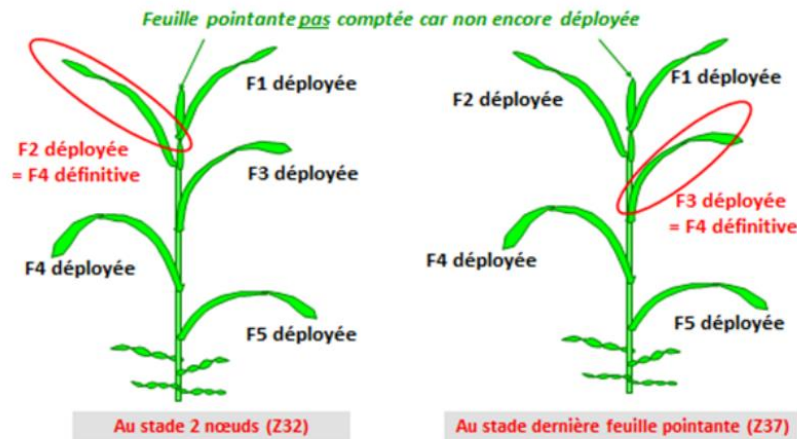 Feuille pointante pas comptée car non encore déployée
F1 déployée
F2 déployée
= F4 définitive
F3 déployée
F4 déployée
F5 déployée
Au stade 2 nœuds (Z32)
F1 déployée
F2 déployée
F3 déployée
= F4 définitive
F4 déployée
F5 déployée
Au stade dernière feuille pointante (Z37)